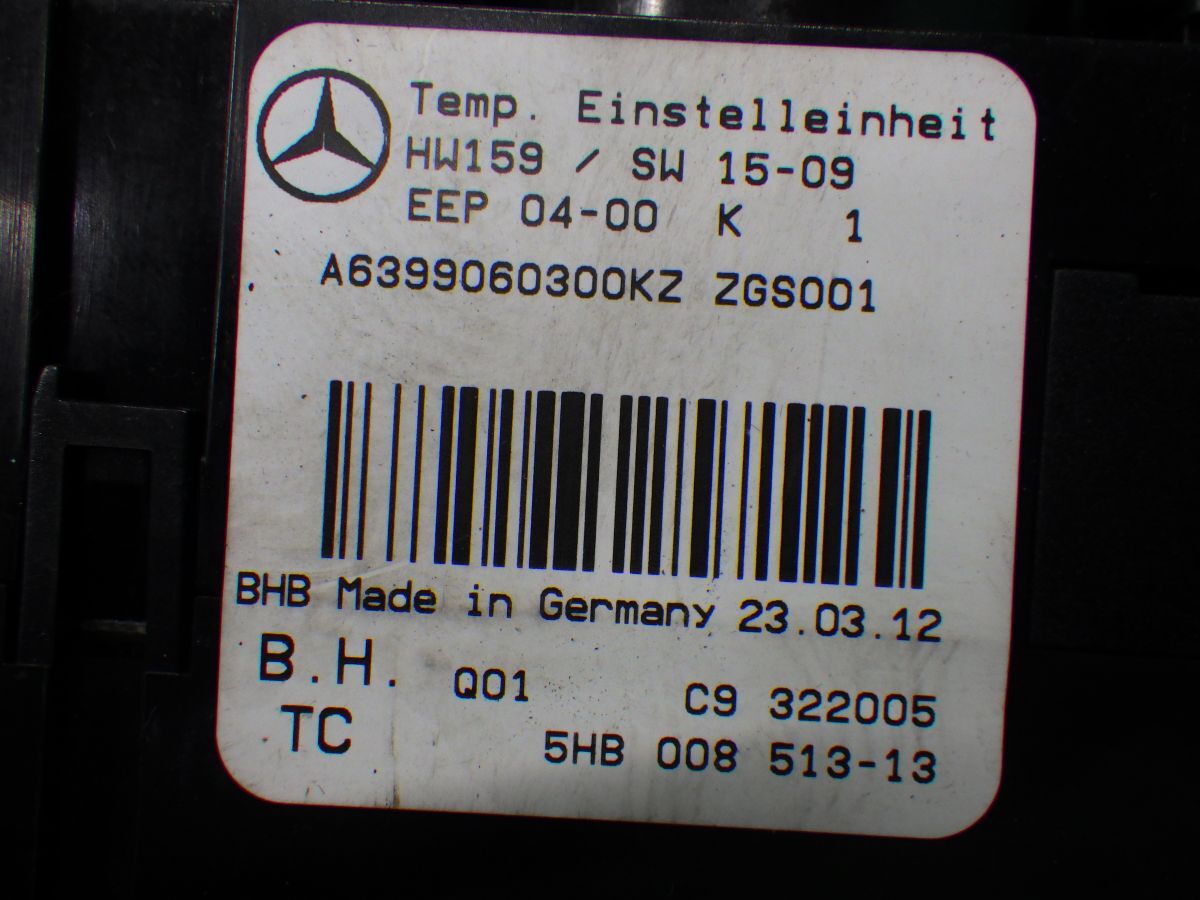 Temp. Einstelleinheit
HW159 / SW 15-09
EEP 04-00 K 1
A6399060300KZ ZGS001
BHB Made in Germany 23.03.12
B.H. Q01 C9 322005
TC 5HB 008 513-13